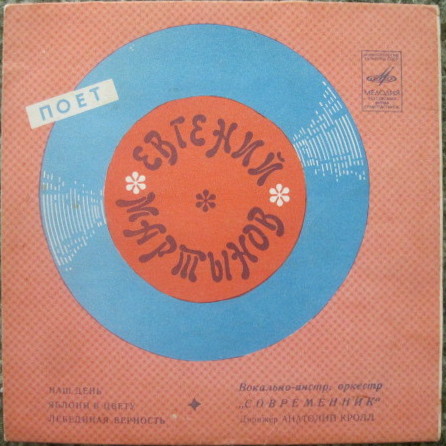 ПОЕТ
ЕВГЕНИЙ
МАРТЫНОВ
МЕЛОДИЯ
НАШ ДЕНЬ
ЯБЛОНИ В ЦВЕТУ
ЛЕБЕДИНАЯ ВЕРНОСТЬ
Вокально-инстр. оркестр
„СОВРЕМЕННИК“
Дирижер АНАТОЛИЙ КРОЛЛ